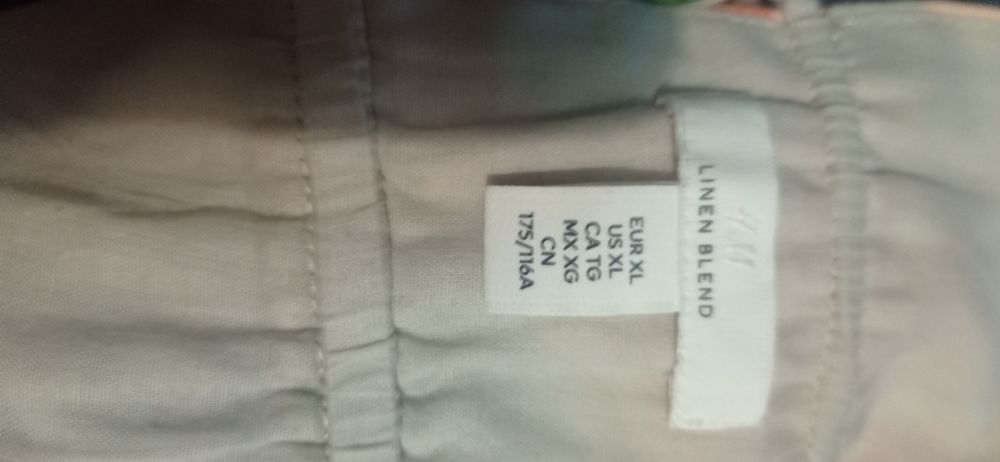 LINEN BLEND
EUR XL
US XL
CA TG
MX XG
CN
175/116A